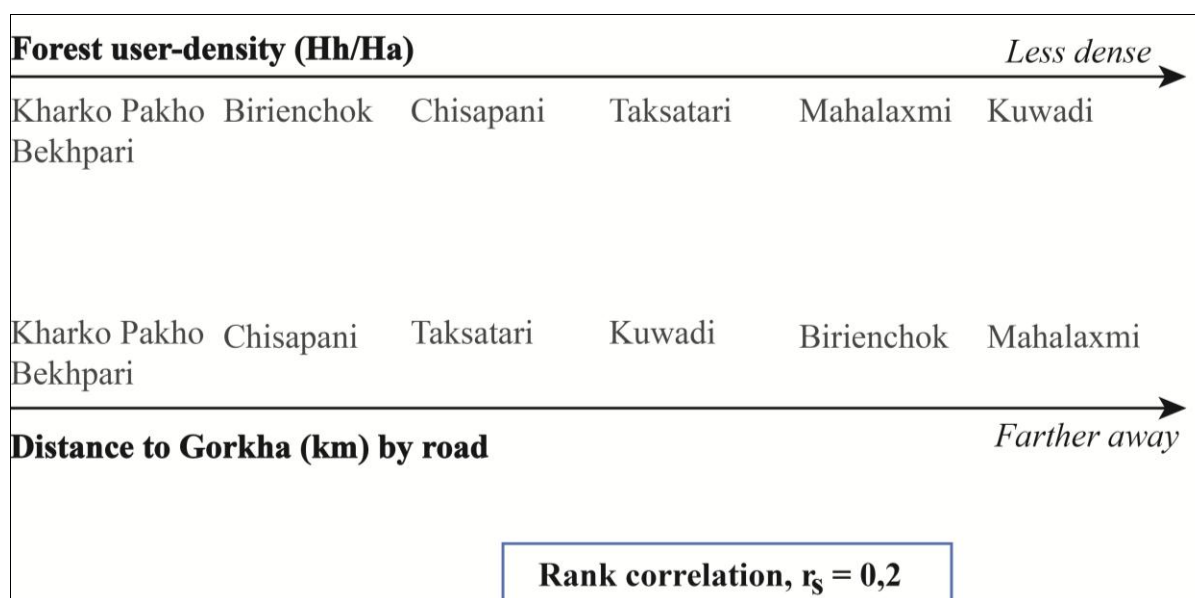 Forest user-density (Hh/Ha)
Less dense
Kharko Pakho Birienchok Chisapani Taksatari Mahalaxmi Kuwadi
Bekhpari
Kharko Pakho Chisapani Taksatari Kuwadi Birienchok Mahalaxmi
Bekhpari
Farther away
Distance to Gorkha (km) by road
Rank correlation, rs = 0,2